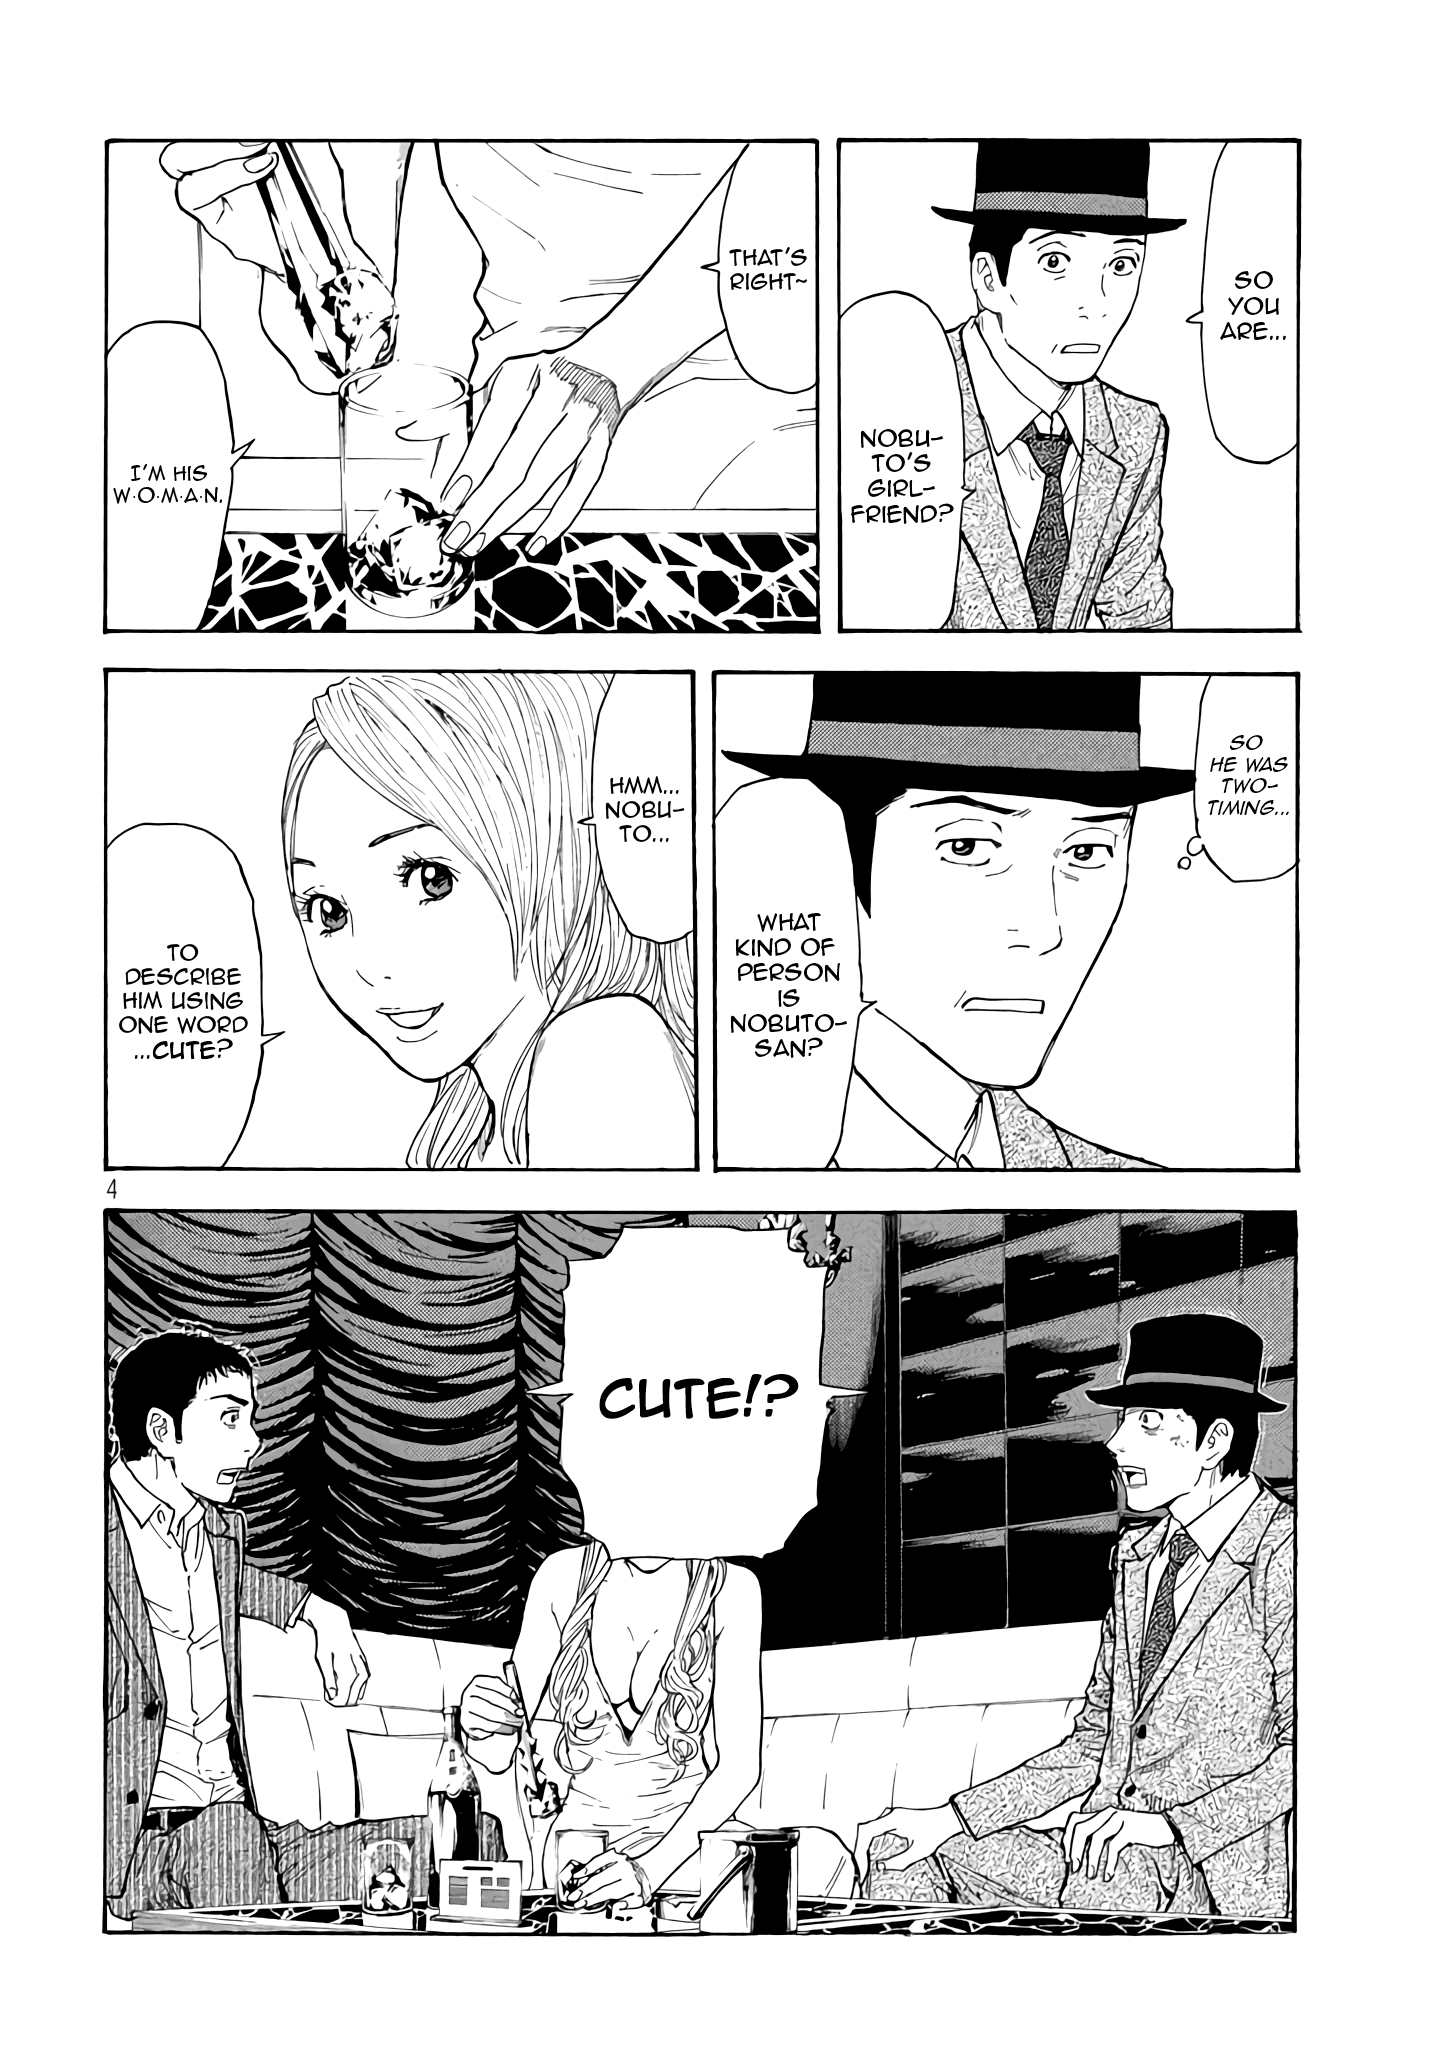 SO
YOU
ARE...
NOBU-
TO'S
GIRL-
FRIEND?
THAT'S
RIGHT~
I'M HIS
W·O·M·A·N.
SO
HE WAS
TWO-
TIMING...
WHAT
KIND OF
PERSON
IS
NOBUTO-
SAN?
HMM...
NOBU-
TO...
TO
DESCRIBE
HIM USING
ONE WORD
...CUTE?
4
CUTE!?